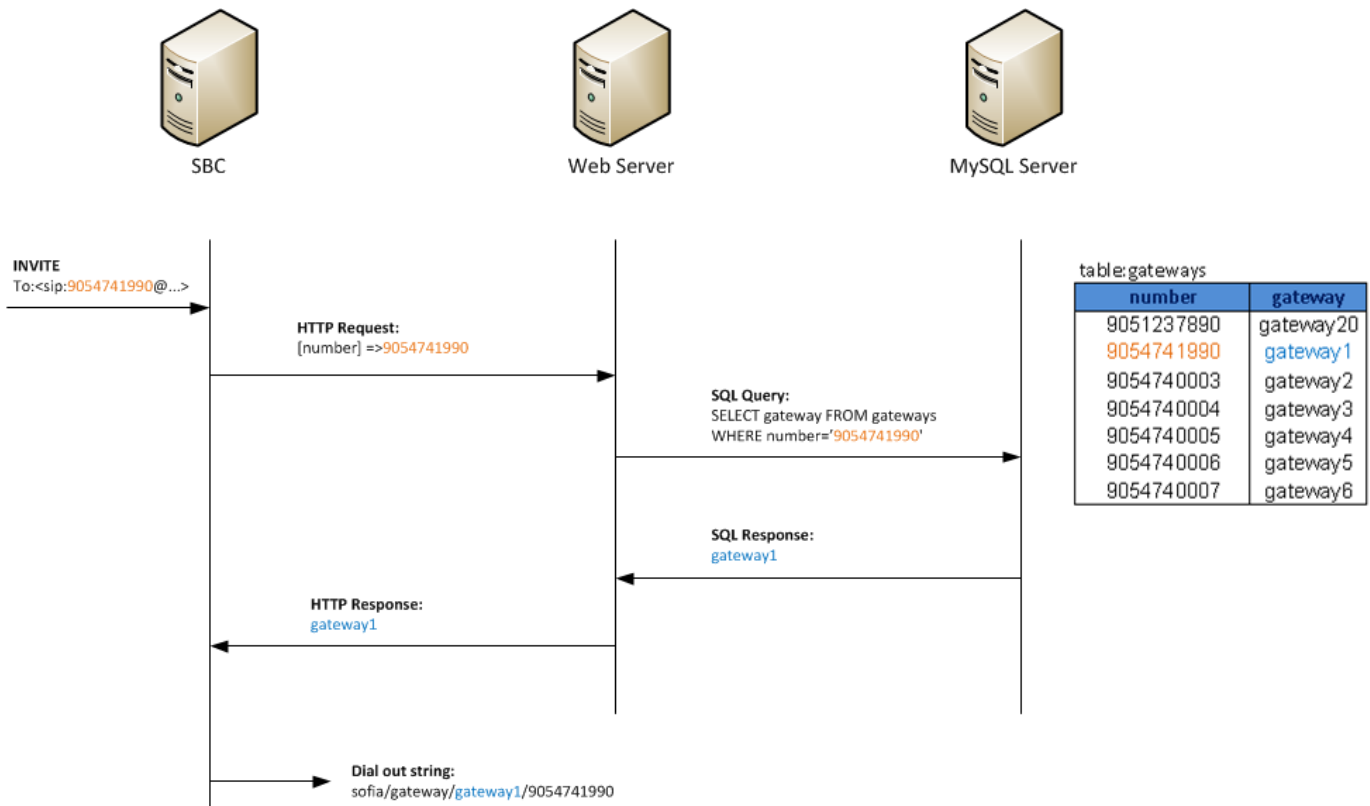 SBC
Web Server
MySQL Server
INVITE
To:<sip:9054741990@...>
HTTP Request:
[number] =>9054741990
SQL Query:
SELECT gateway FROM gateways
WHERE number='9054741990'
SQL Response:
gateway1
HTTP Response:
gateway1
Dial out string:
sofia/gateway/gateway1/9054741990
table:gateways
number gateway
9051237890 gateway20
9054741990 gateway1
9054740003 gateway2
9054740004 gateway3
9054740005 gateway4
9054740006 gateway5
9054740007 gateway6